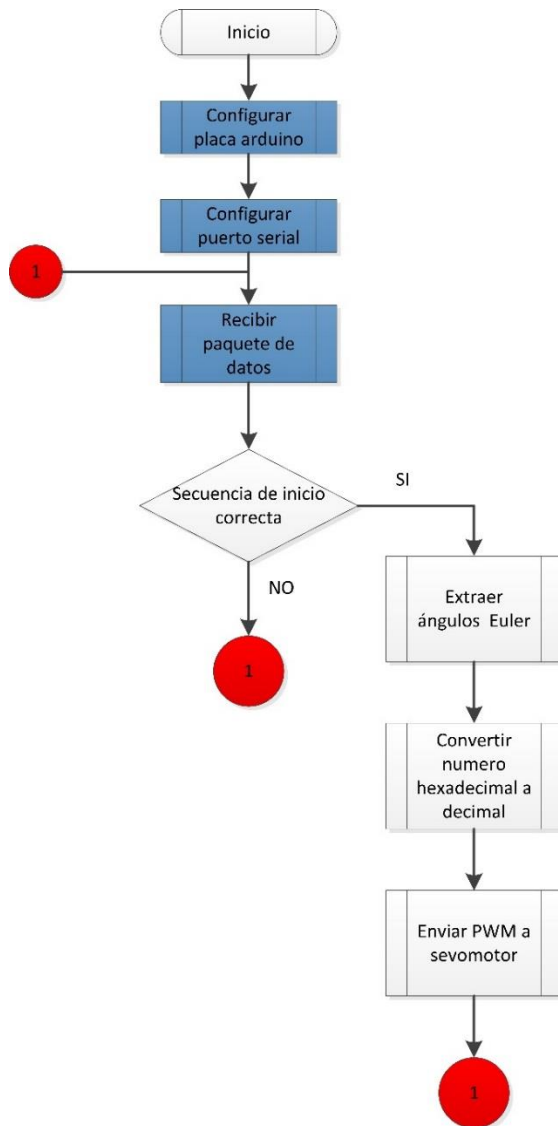 Inicio
Configurar
placa arduino
Configurar
puerto serial
1
Recibir
paquete de
datos
Secuencia de inicio
correcta
SI
NO
1
Extraer
ángulos Euler
Convertir
numero
hexadecimal a
decimal
Enviar PWM a
sevomotor
1